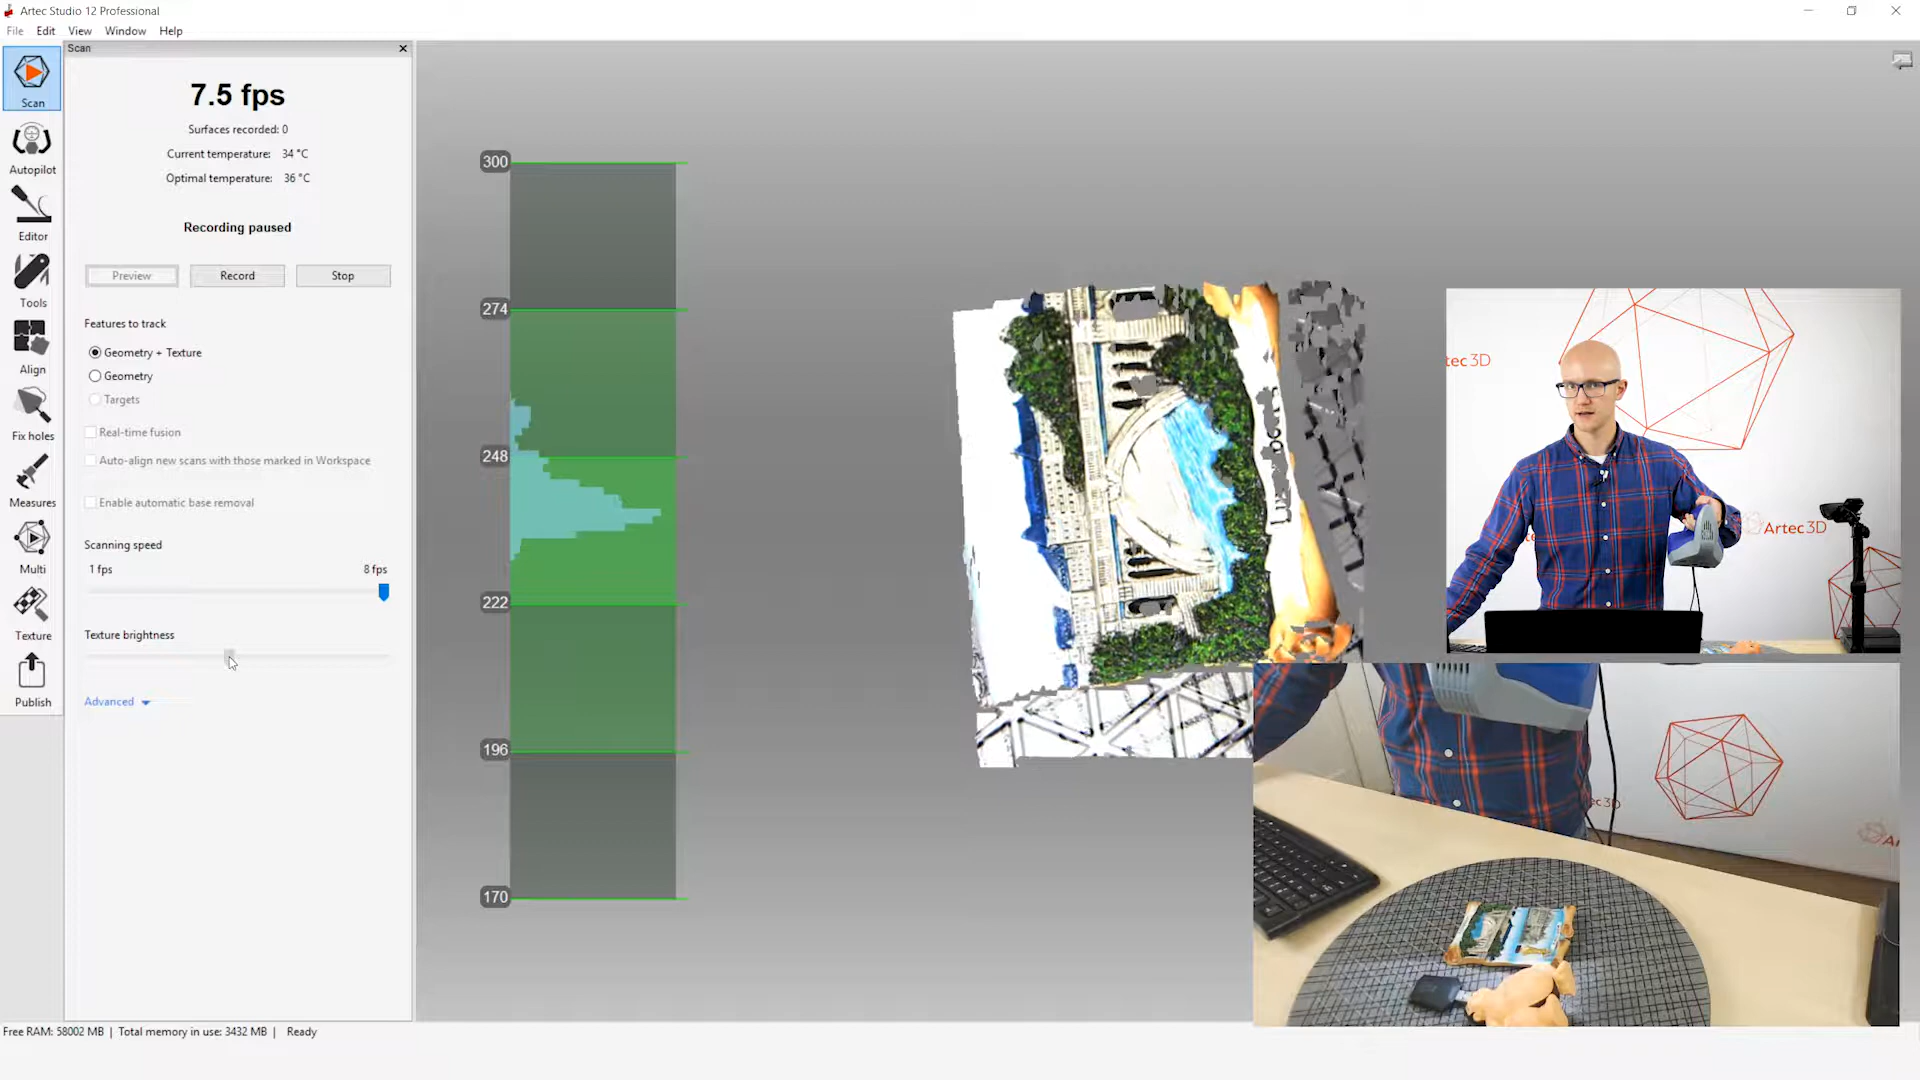 Artec Studio 12 Professional
File Edit View Window Help
Scan
Scan
Autopilot
Editor
Tools
Align
Fix holes
Measures
Multi
Texture
Publish
7.5 fps
Surfaces recorded: 0
Current temperature: 34 °C
Optimal temperature: 36 °C
Recording paused
Preview Record Stop
Features to track
Geometry + Texture
Geometry
Targets
Real-time fusion
Auto-align new scans with those marked in Workspace
Enable automatic base removal
Scanning speed
1 fps 8 fps
Texture brightness
Advanced
300
274
248
222
196
170
tec 3D
Artec 3D
Free RAM: 58002 MB | Total memory in use: 3432 MB | Ready